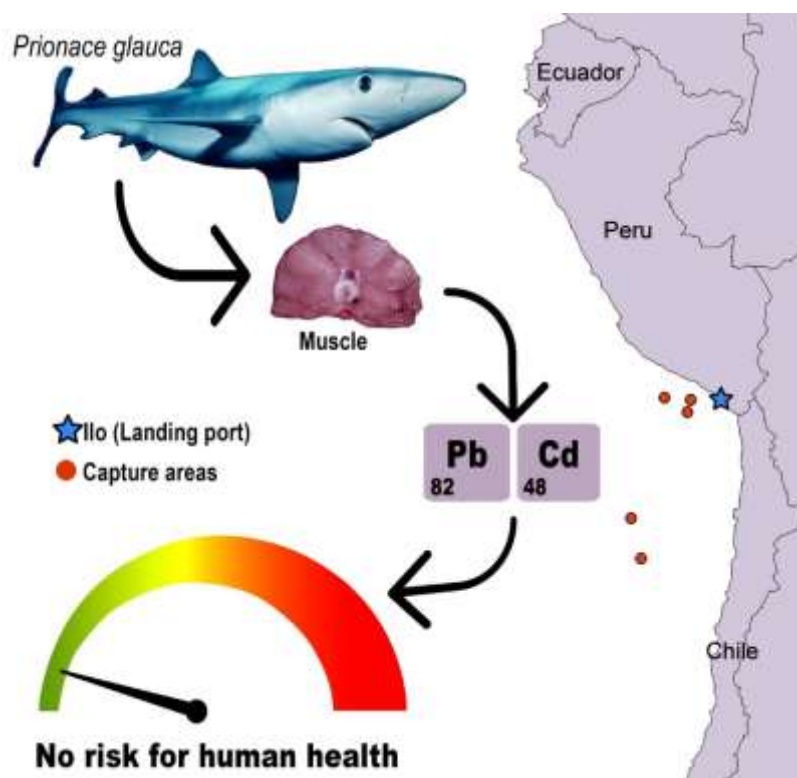 Prionace glauca
Ecuador
Peru
Muscle
Ilo (Landing port)
Capture areas
Pb
82
Cd
48
Chile
No risk for human health